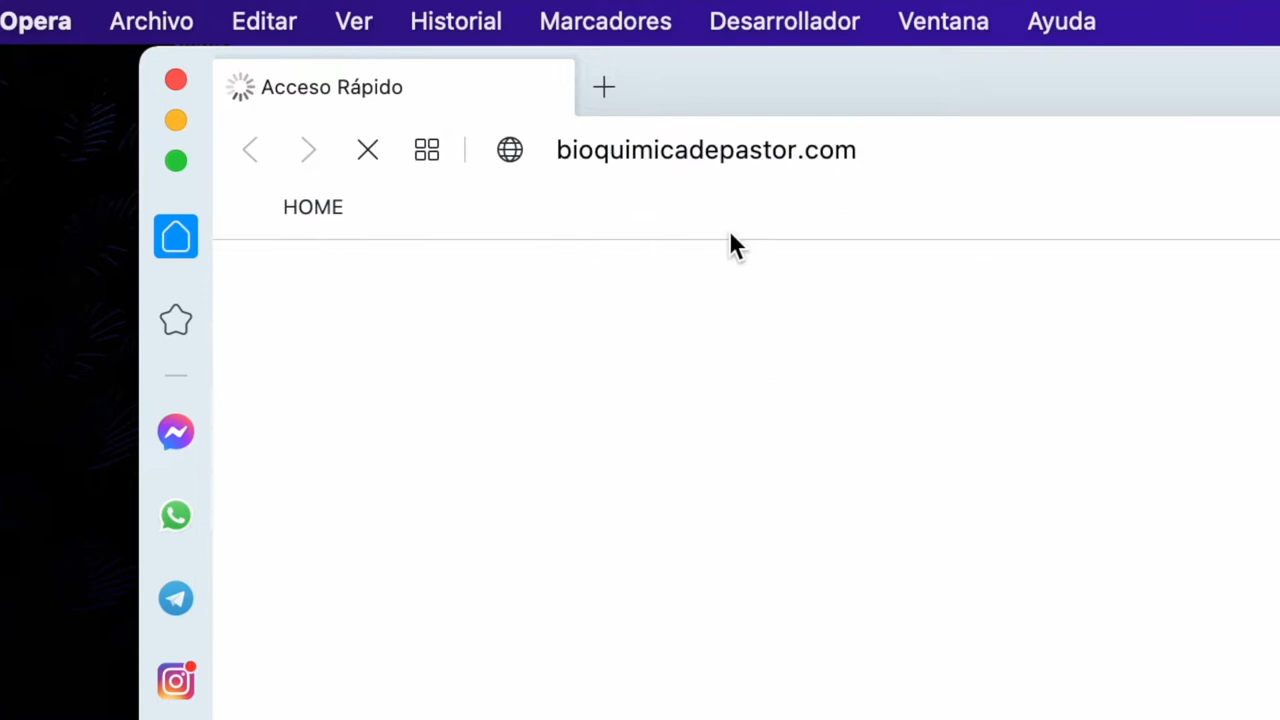 Opera Archivo Editar Ver Historial Marcadores Desarrollador Ventana Ayuda
Acceso Rápido
bioquimicadepastor.com
HOME